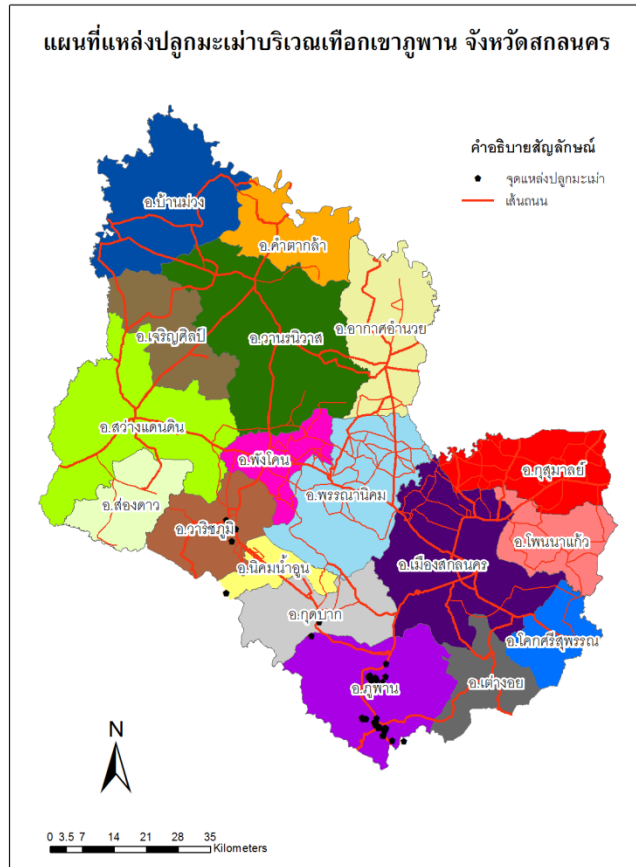 แผนที่แหล่งปลูกมะเม่าบริเวณเทือกเขาภูพาน จังหวัดสกลนคร
คำอธิบายสัญลักษณ์
จุดแหล่งปลูกมะเม่า
เส้นถนน
อ.บ้านม่วง
อ.คำตากล้า
อ.อากาศอำนวย
อ.วานรนิวาส
อ.เจริญศิลป์
อ.สว่างแดนดิน
อ.พังโคน
อ.กุสุมาลย์
อ.ส่องดาว
อ.พรรณานิคม
อ.วาริชภูมิ
อ.โพนนาแก้ว
อ.นิคมน้ำอูน
อ.เมืองสกลนคร
อ.กุดบาก
อ.โคกศรีสุพรรณ
อ.ภูพาน
อ.เต่างอย
N
0 3.5 7 14 21 28 35
Kilometers